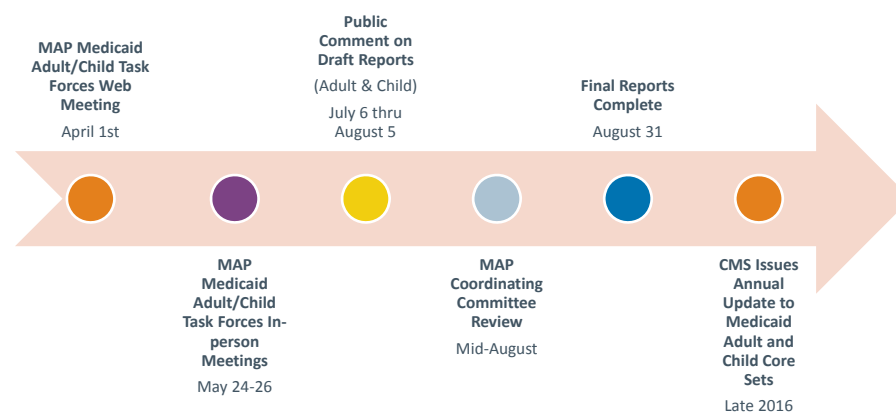 MAP Medicaid
Adult/Child Task
Forces Web
Meeting
April 1st
MAP
Medicaid
Adult/Child
Task Forces In-
person
Meetings
May 24-26
Public
Comment on
Draft Reports
(Adult & Child)
July 6 thru
August 5
MAP
Coordinating
Committee
Review
Mid-August
Final Reports
Complete
August 31
CMS Issues
Annual
Update to
Medicaid
Adult and
Child Core
Sets
Late 2016